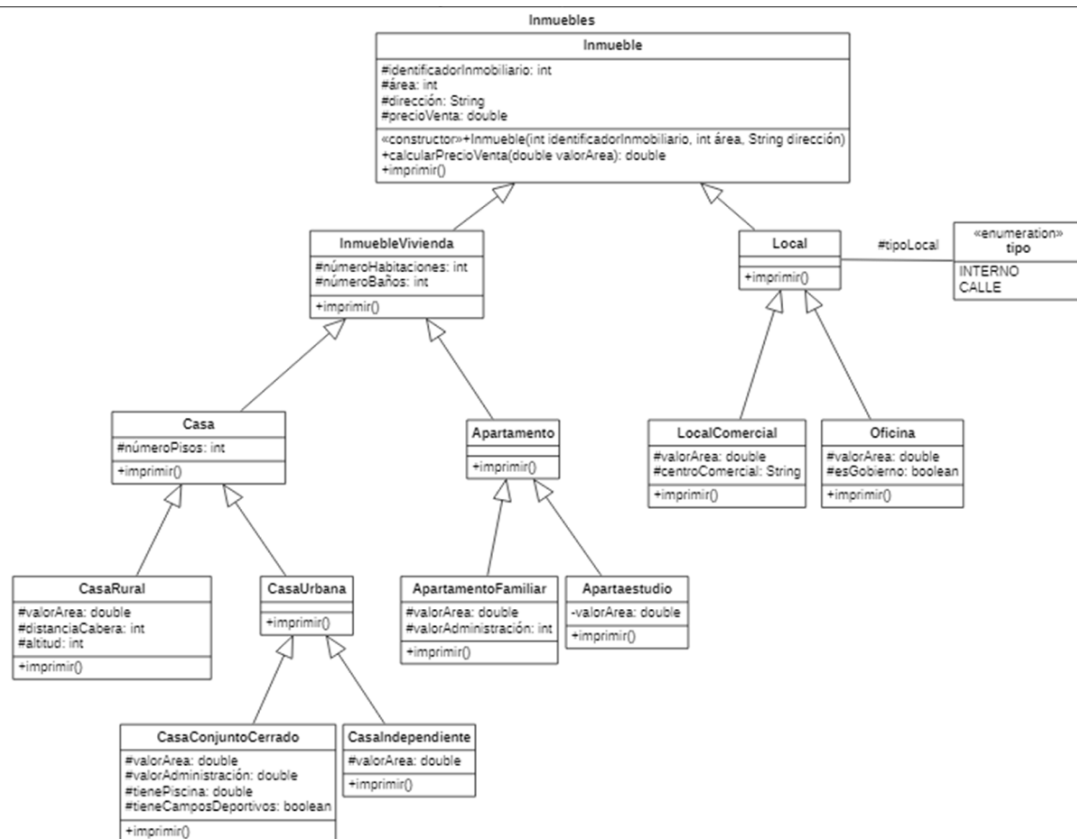 Inmuebles
Inmueble
#identificadorInmobiliario: int
#área: int
#dirección: String
#precioVenta: double
«constructor»+Inmueble(int identificadorInmobiliario, int área, String dirección)
+calcularPrecioVenta(double valorArea): double
+imprimir()
InmuebleVivienda
#númeroHabitaciones: int
#númeroBaños: int
+imprimir()
Local
+imprimir()
#tipoLocal
«enumeration»
tipo
INTERNO
CALLE
Casa
#númeroPisos: int
+imprimir()
Apartamento
+imprimir()
LocalComercial
#valorArea: double
#centroComercial: String
+imprimir()
Oficina
#valorArea: double
#esGobierno: boolean
+imprimir()
CasaRural
#valorArea: double
#distanciaCabera: int
#altitud: int
+imprimir()
CasaUrbana
+imprimir()
ApartamentoFamiliar
#valorArea: double
#valorAdministración: int
+imprimir()
Apartaestudio
-valorArea: double
+imprimir()
CasaConjuntoCerrado
#valorArea: double
#valorAdministración: double
#tienePiscina: double
#tieneCamposDeportivos: boolean
+imprimir()
CasaIndependiente
#valorArea: double
+imprimir()